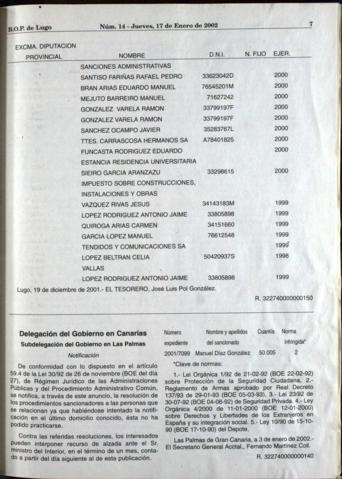 B.O.P. de Lugo Núm. 14 - Jueves, 17 de Enero de 2002 7
EXCMA. DIPUTACION
PROVINCIAL NOMBRE D.N.I. N. FIJO EJER.
SANCIONES ADMINISTRATIVAS
SANTISO FARIÑAS RAFAEL PEDRO 33623042D 2000
BRAN ARIAS EDUARDO MANUEL 76545201M 2000
MEJUTO BARREIRO MANUEL 71627242 2000
GONZALEZ VARELA RAMON 33799197F 2000
GONZALEZ VARELA RAMON 33799197F 2000
SANCHEZ OCAMPO JAVIER 35283767L 2000
TTES. CARRASCOSA HERMANOS SA A78401825 2000
FUNCASTA RODRIGUEZ EDUARDO 2000
ESTANCIA RESIDENCIA UNIVERSITARIA
SIEIRO GARCIA ARANZAZU 33298615 2000
IMPUESTO SOBRE CONSTRUCCIONES,
INSTALACIONES Y OBRAS
VAZQUEZ RIVAS JESUS 34143183M 1999
LOPEZ RODRIGUEZ ANTONIO JAIME 33805898 1999
QUIROGA ARIAS CARMEN 34151660 1999
GARCIA LOPEZ MANUEL 76612548 1999
TENDIDOS Y COMUNICACIONES SA 1999
LOPEZ BELTRAN CELIA 50420937S 1998
VALLAS
LOPEZ RODRIGUEZ ANTONIO JAIME 33805898 1999
Lugo, 19 de diciembre de 2001.- EL TESORERO, José Luis Pol González.
R. 322740000000150
Delegación del Gobierno en Canarias
Subdelegación del Gobierno en Las Palmas
Notificación
De conformidad con lo dispuesto en el artículo
59.4 de la Ley 30/92 de 26 de noviembre (BOE del día
27), de Régimen Jurídico de las Administraciones
Públicas y del Procedimiento Administrativo Común,
se notifica, a través de este anuncio, la resolución de
los procedimientos sancionadores a las personas que
se relacionan ya que habiéndose intentado la notifi-
cación en el último domicilio conocido, ésta no ha
podido practicarse.
Contra las referidas resoluciones, los interesados
pueden interponer recurso de alzada ante el Sr.
ministro del Interior, en el término de un mes, conta-
do a partir del día siguiente al de esta publicación.
Número Nombre y apellidos Cuantía Norma
expediente del sancionado infringida*
2001/7099 Manuel Díaz González 50.005 2
*Clave de normas:
1.- Ley Orgánica 1/92 de 21-02-92 (BOE 22-02-92)
sobre Protección de la Seguridad Ciudadana. 2.-
Reglamento de Armas aprobado por Real Decreto
137/93 de 29-01-93 (BOE 05-03-93). 3.- Lei 23/92 de
30-07-92 (BOE 04-08-92) de Seguridad Privada. 4.- Ley
Orgánica 4/2000 de 11-01-2000 (BOE 12-01-2000)
sobre Derechos y Libertades de los Extranjeros en
España y su integración social. 5.- Ley 10/90 de 15-10-
90 (BOE 17-10-90) del Deporte.
Las Palmas de Gran Canaria, a 3 de enero de 2002.-
El Secretario General Acctal., Fernando Martínez Coll.
R. 322740000000140